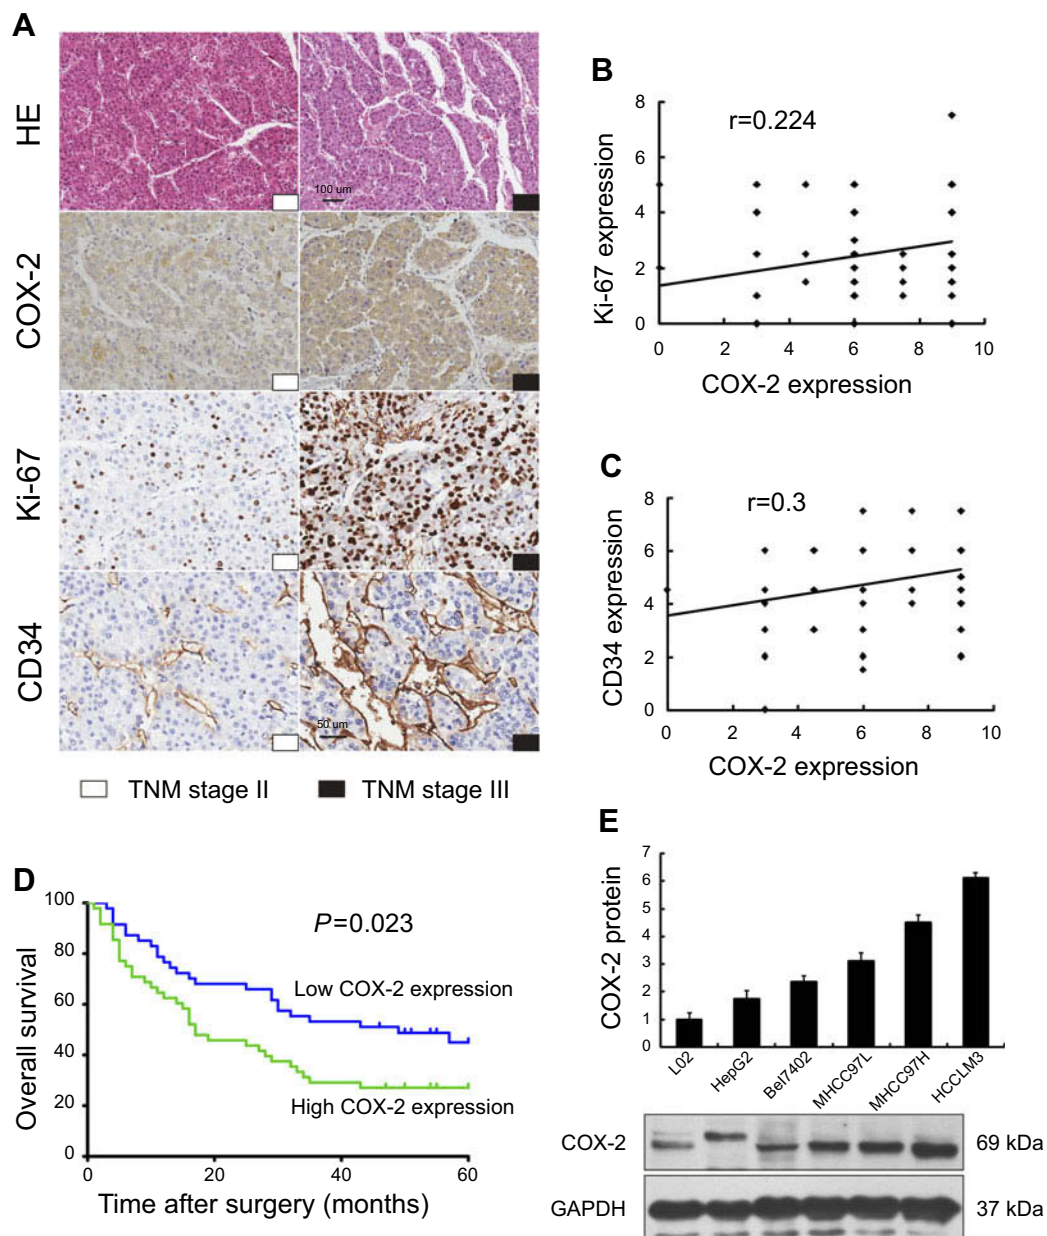 A
HE
100 um
COX-2
Ki-67
CD34
50 um
TNM stage II
TNM stage III
B
r=0.224
Ki-67 expression
8
6
4
2
0
0 2 4 6 8 10
COX-2 expression
C
r=0.3
CD34 expression
8
6
4
2
0
0 2 4 6 8 10
COX-2 expression
D
P=0.023
Overall survival
100
80
60
40
20
0
Low COX-2 expression
High COX-2 expression
0 20 40 60
Time after surgery (months)
E
COX-2 protein
7
6
5
4
3
2
1
0
L02
HepG2
Bel7402
MHCC97L
MHCC97H
HCCLM3
COX-2 69 kDa
GAPDH 37 kDa